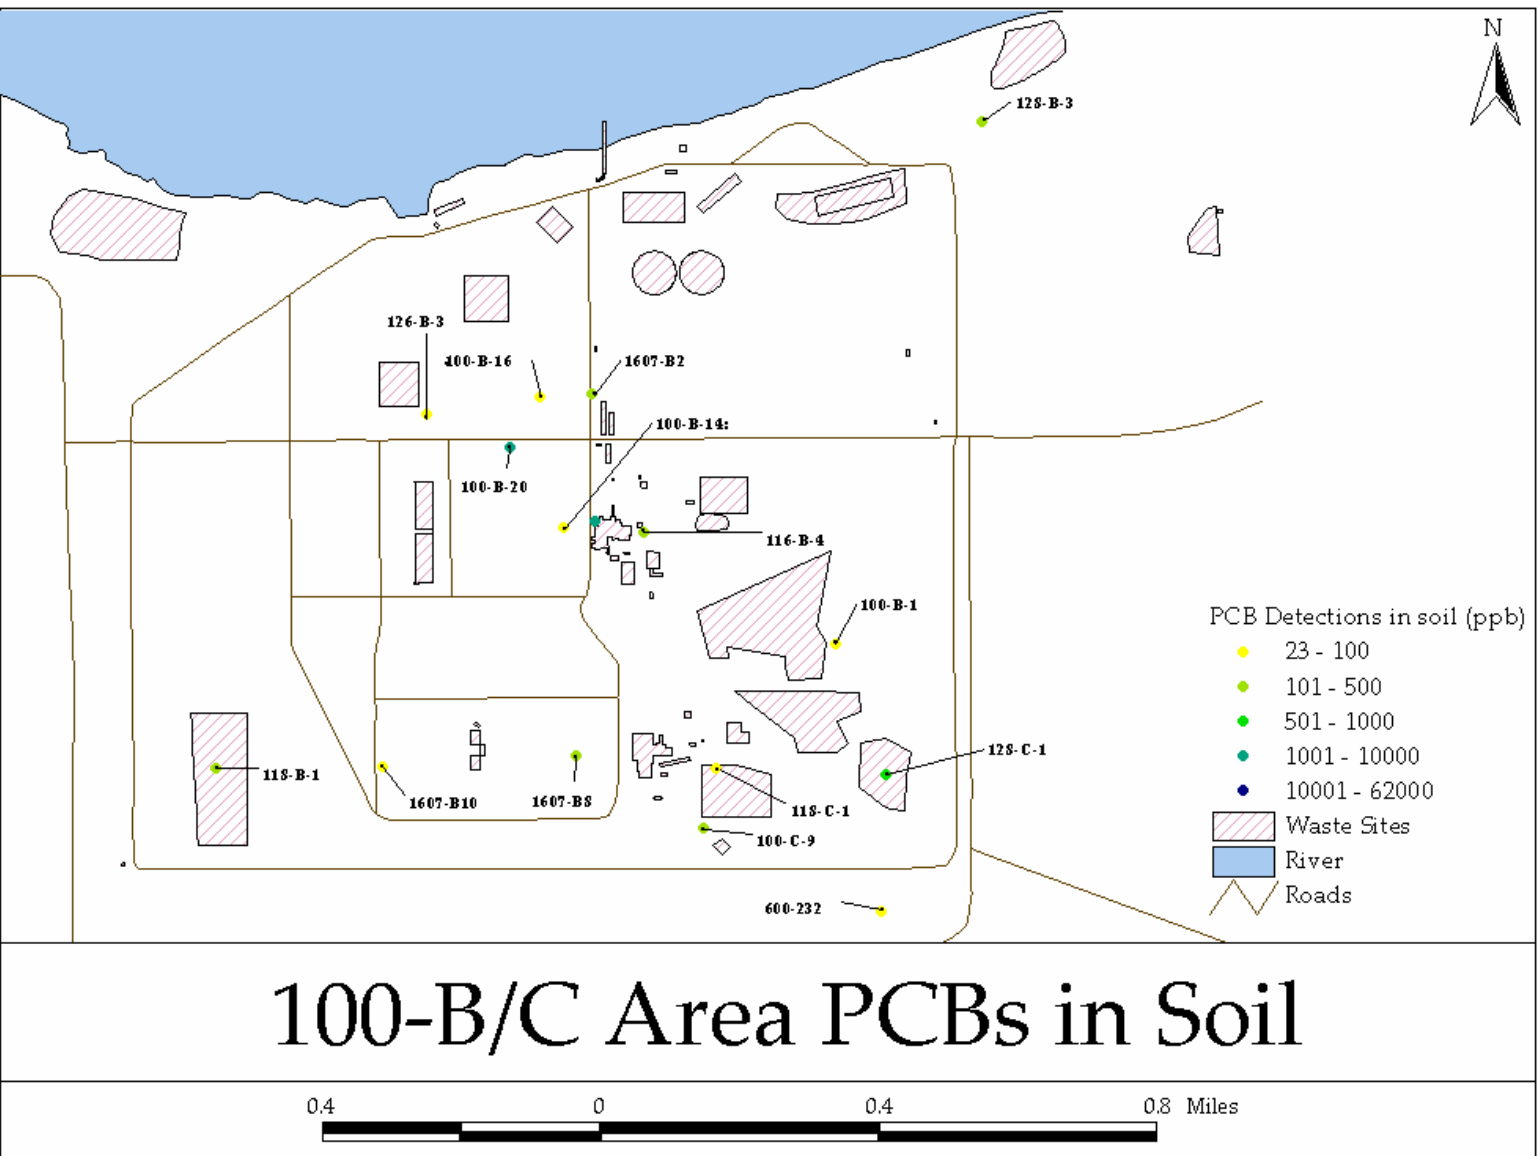 N
128-B-3
126-B-3
100-B-16
1607-B2
100-B-14:
100-B-20
116-B-4
100-B-1
PCB Detections in soil (ppb)
23 - 100
101 - 500
501 - 1000
1001 - 10000
10001 - 62000
Waste Sites
River
Roads
128-C-1
118-B-1
1607-B10
1607-B8
118-C-1
100-C-9
600-232
100-B/C Area PCBs in Soil
0.4 0 0.4 0.8 Miles